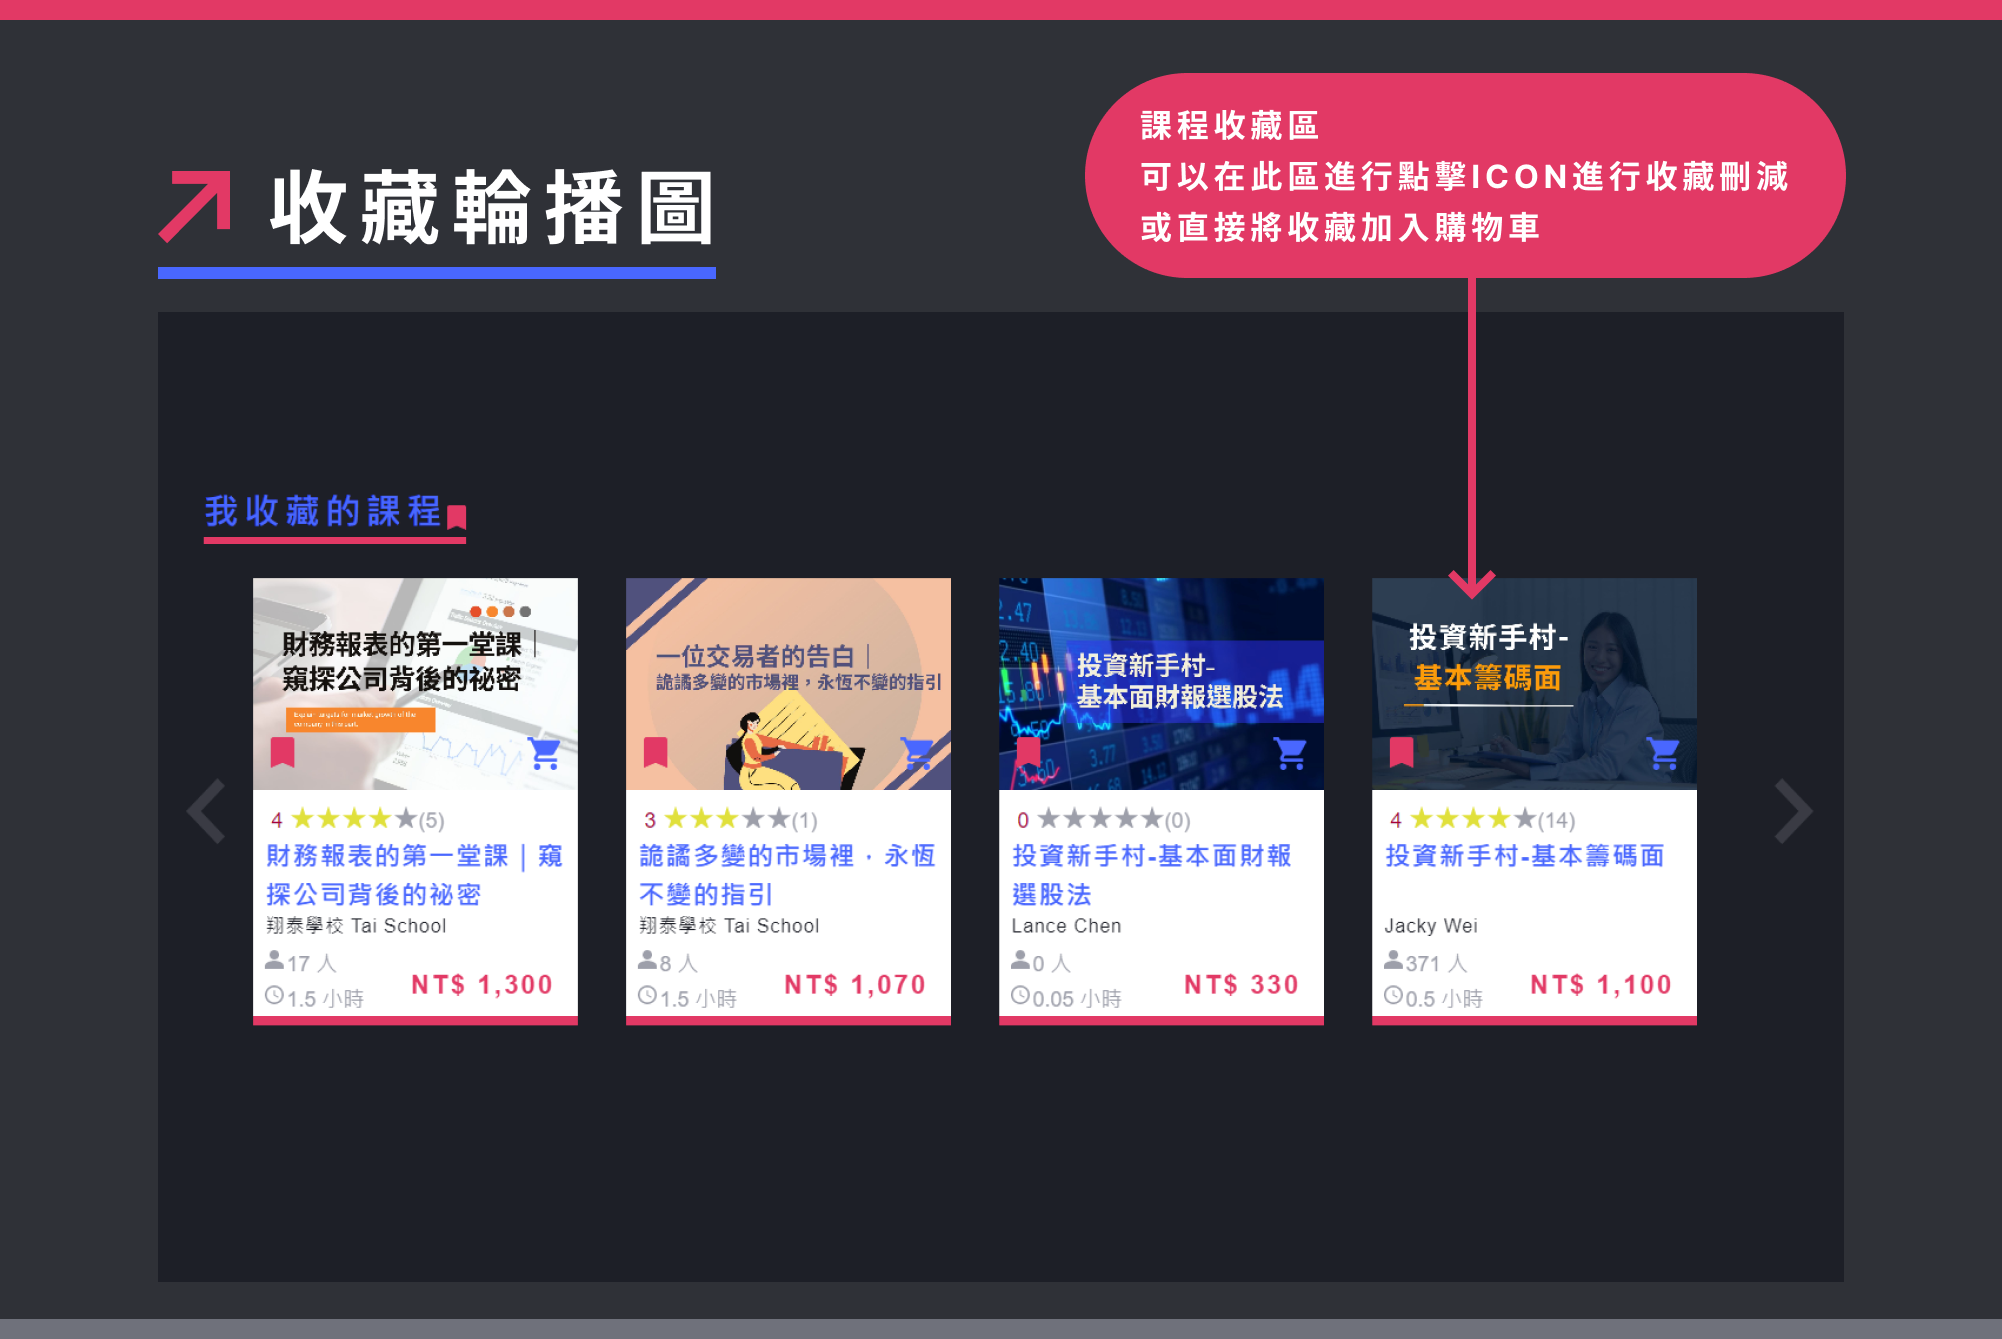 收藏輪播圖
課程收藏區
可以在此區進行點擊ICON進行收藏刪減
或直接將收藏加入購物車
我收藏的課程
財務報表的第一堂課｜
窺探公司背後的祕密
4 (5)
財務報表的第一堂課｜窺
探公司背後的祕密
翔泰學校 Tai School
17 人
1.5 小時
NT$ 1,300
一位交易者的告白｜
詭譎多變的市場裡，永恆不變的指引
3 (1)
詭譎多變的市場裡．永恆
不變的指引
翔泰學校 Tai School
8 人
1.5 小時
NT$ 1,070
投資新手村-
基本面財報選股法
0 (0)
投資新手村-基本面財報
選股法
Lance Chen
0 人
0.05 小時
NT$ 330
投資新手村-
基本籌碼面
4 (14)
投資新手村-基本籌碼面
Jacky Wei
371 人
0.5 小時
NT$ 1,100